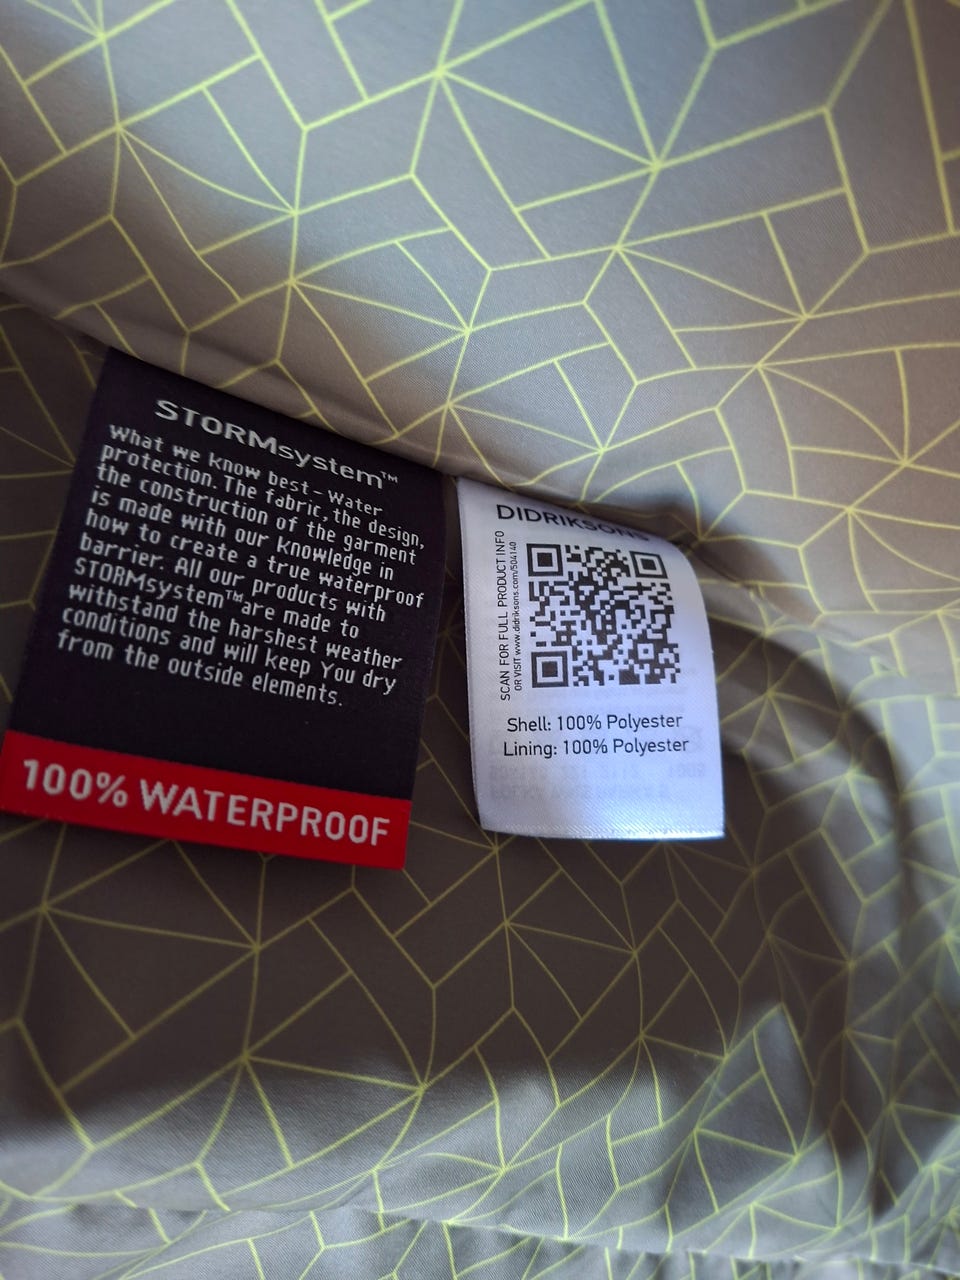 STORMsystem™
What we know best - Water
protection. The fabric, the design,
the construction of the garment
is made with our knowledge in
how to create a true waterproof
barrier. All our products with
STORMsystem™are made to
withstand the harshest weather
conditions and will keep You dry
from the outside elements.
100% WATERPROOF
DIDRIKSONS
SCAN FOR FULL PRODUCT INFO
OR VISIT www.didriksons.com/504140
Shell: 100% Polyester
Lining: 100% Polyester